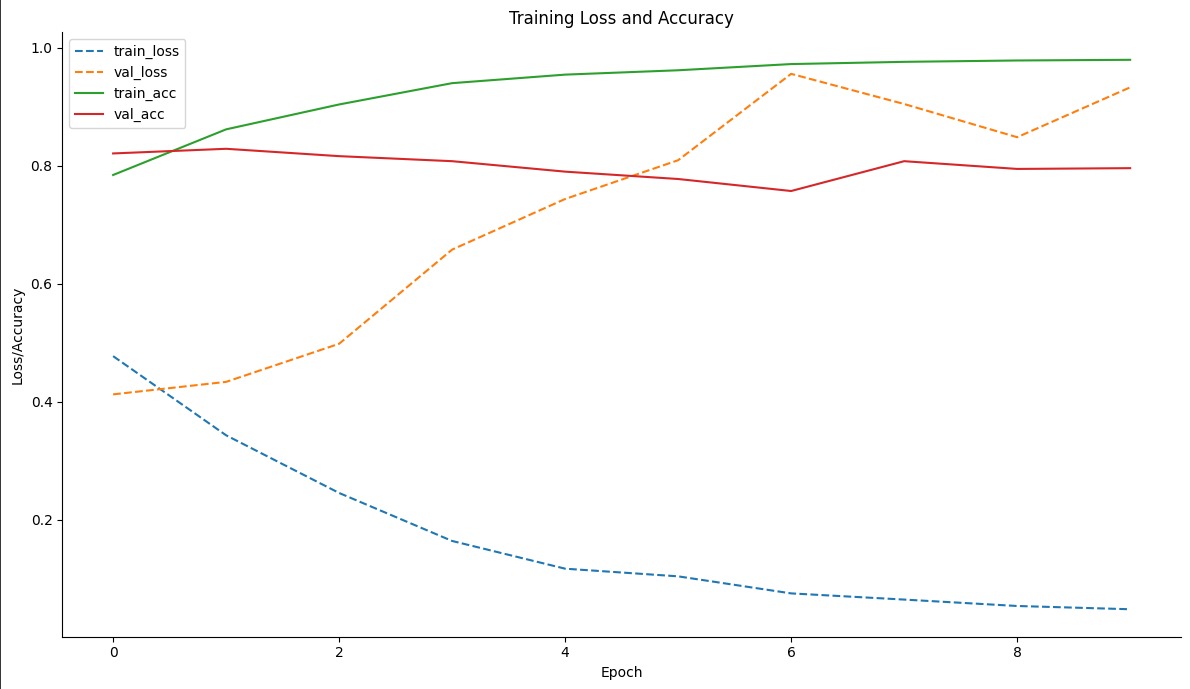 Training Loss and Accuracy
1.0
0.8
0.6
0.4
0.2
train_loss
val_loss
train_acc
val_acc
Loss/Accuracy
0
2
4
6
8
Epoch